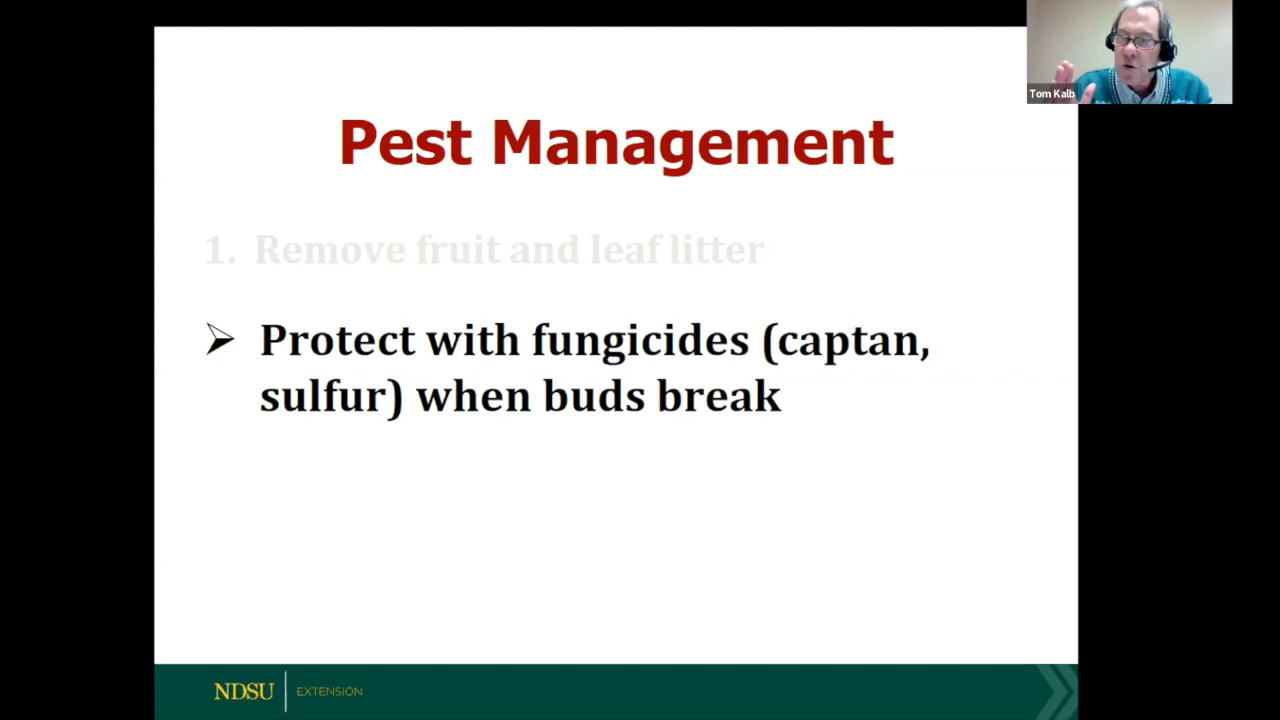 Tom Kalb
Pest Management
1. Remove fruit and leaf litter
➢ Protect with fungicides (captan,
sulfur) when buds break
NDSU EXTENSION